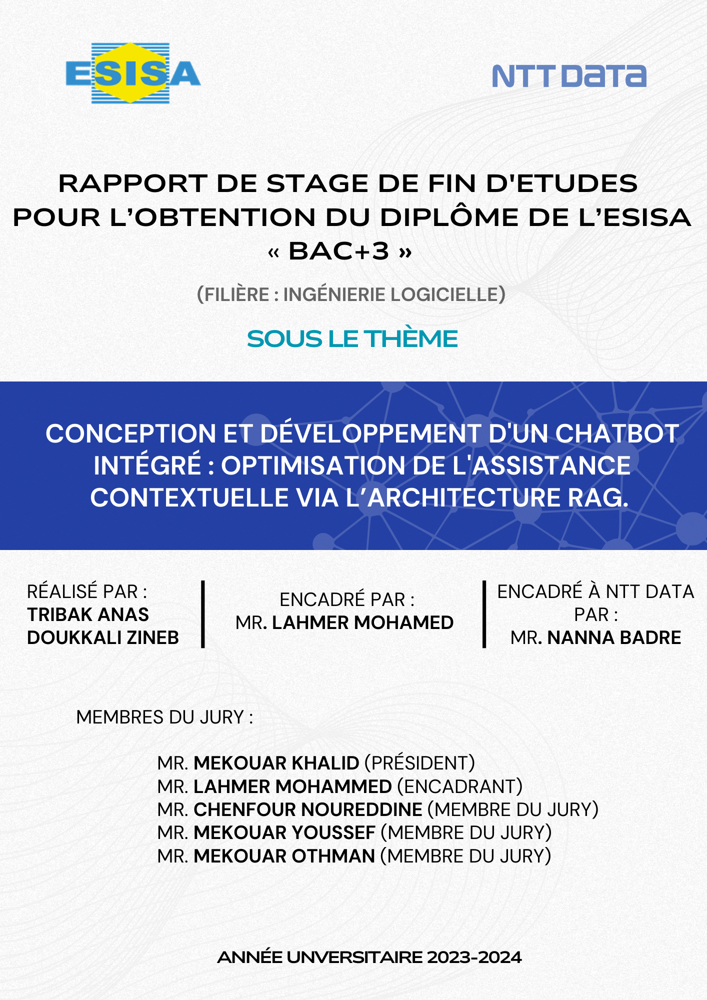 ESISA
NTT DATA
RAPPORT DE STAGE DE FIN D'ETUDES
POUR L’OBTENTION DU DIPLÔME DE L’ESISA
« BAC+3 »
(FILIÈRE : INGÉNIERIE LOGICIELLE)
SOUS LE THÈME
CONCEPTION ET DÉVELOPPEMENT D'UN CHATBOT
INTÉGRÉ : OPTIMISATION DE L'ASSISTANCE
CONTEXTUELLE VIA L’ARCHITECTURE RAG.
RÉALISÉ PAR :
TRIBAK ANAS
DOUKKALI ZINEB
ENCADRÉ PAR :
MR. LAHMER MOHAMED
ENCADRÉ À NTT DATA
PAR :
MR. NANNA BADRE
MEMBRES DU JURY :
MR. MEKOUAR KHALID (PRÉSIDENT)
MR. LAHMER MOHAMMED (ENCADRANT)
MR. CHENFOUR NOUREDDINE (MEMBRE DU JURY)
MR. MEKOUAR YOUSSEF (MEMBRE DU JURY)
MR. MEKOUAR OTHMAN (MEMBRE DU JURY)
ANNÉE UNVERSITAIRE 2023-2024